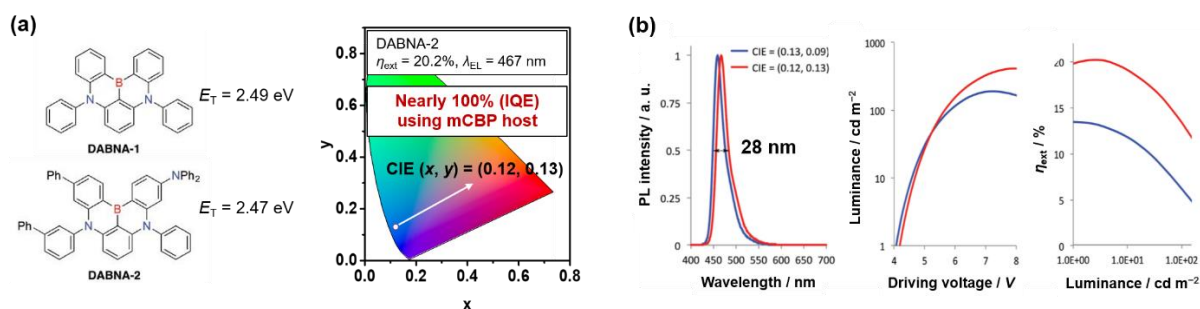 (a)
B
N
N
DABNA-1
E_T = 2.49 eV
Ph
NPh₂
B
Ph
N
N
DABNA-2
E_T = 2.47 eV
DABNA-2
η_ext = 20.2%, λ_EL = 467 nm
Nearly 100% (IQE)
using mCBP host
CIE (x, y) = (0.12, 0.13)
y
0.8
0.6
0.4
0.2
0.0
0.0 0.2 0.4 0.6 0.8
x
(b)
CIE = (0.13, 0.09)
CIE = (0.12, 0.13)
28 nm
PL intensity / a. u.
1
0.75
0.5
0.25
0
400 450 500 550 600 650 700
Wavelength / nm
Luminance / cd m⁻²
1000
100
10
1
4 5 6 7 8
Driving voltage / V
η_ext / %
20
15
10
5
0
1.0E+00 1.0E+01 1.0E+02
Luminance / cd m⁻²